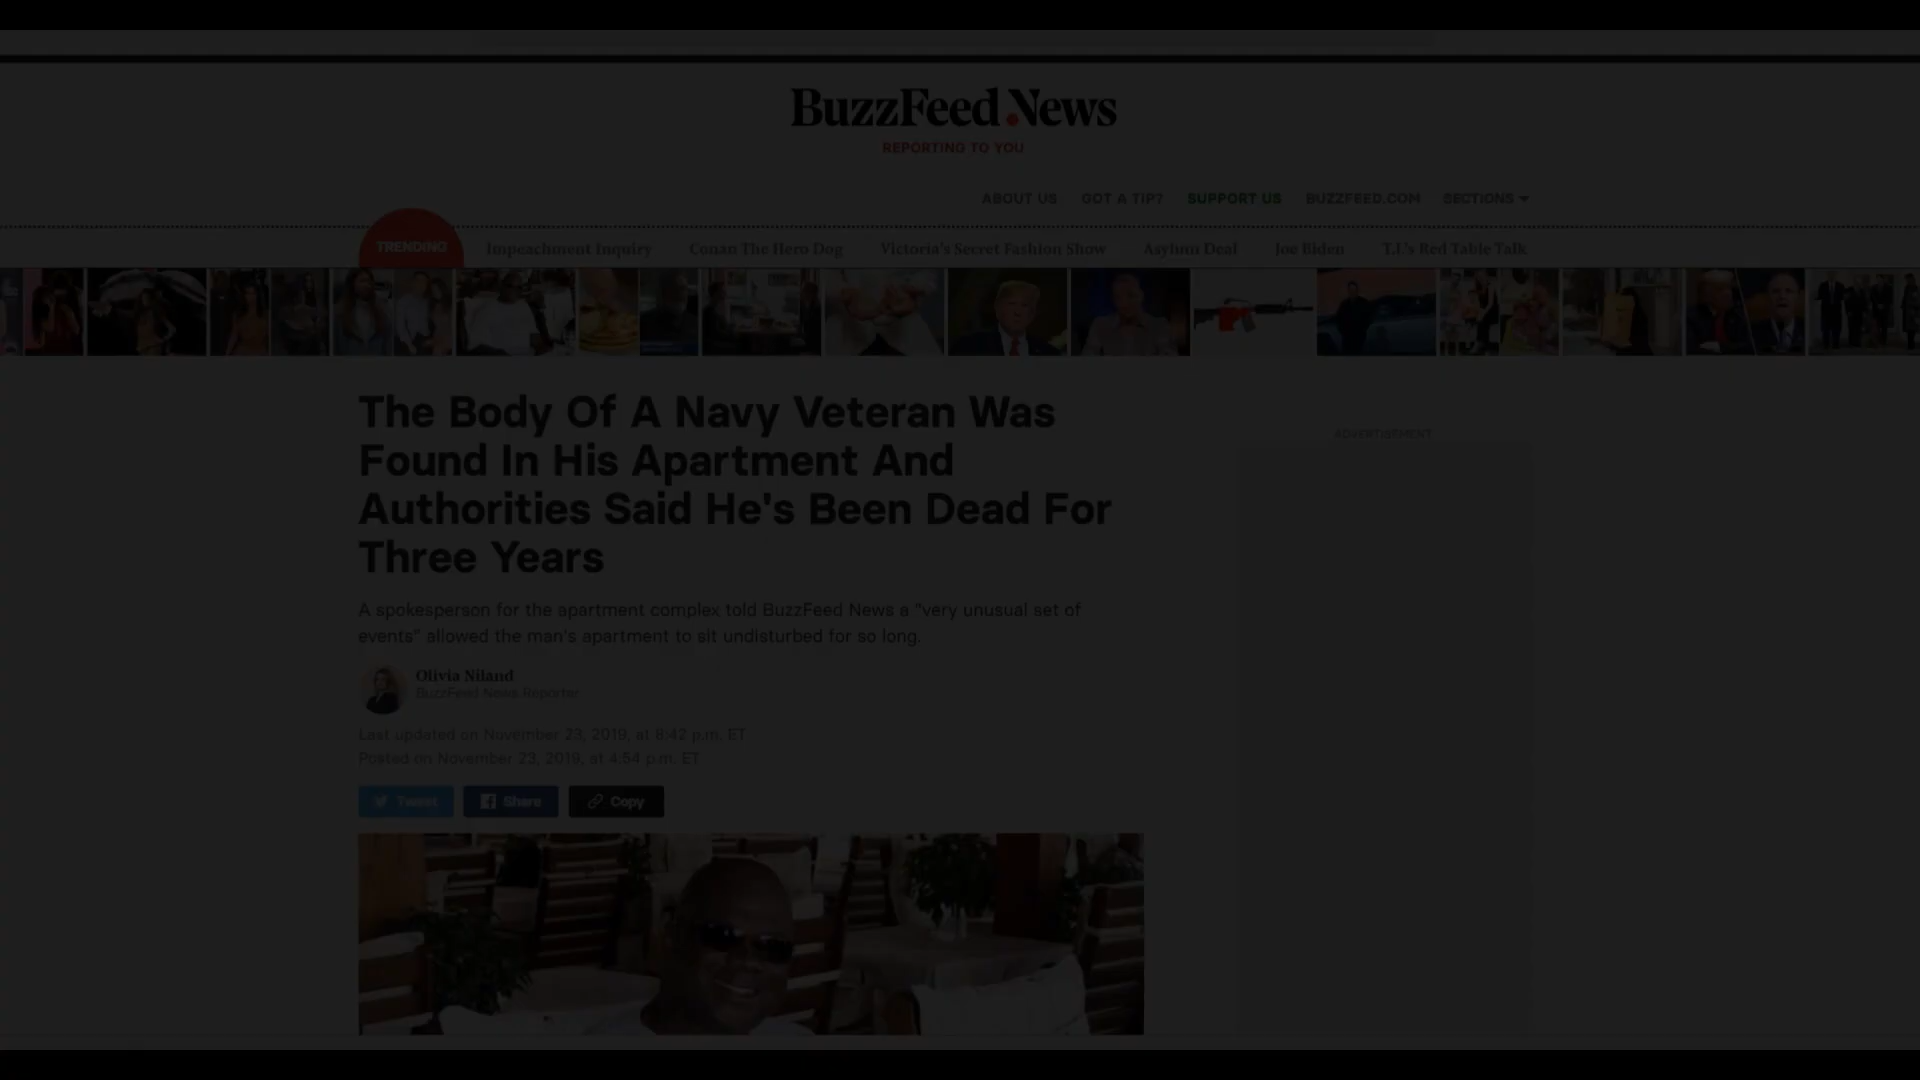 BuzzFeed News
REPORTING TO YOU
ABOUT US GOT A TIP? SUPPORT US BUZZFEED.COM SECTIONS
TRENDING Impeachment Inquiry Conan The Hero Dog Victoria's Secret Fashion Show Asylum Deal Joe Biden T.I.'s Red Table Talk
The Body Of A Navy Veteran Was
Found In His Apartment And
Authorities Said He's Been Dead For
Three Years
ADVERTISEMENT
A spokesperson for the apartment complex told BuzzFeed News a "very unusual set of
events" allowed the man's apartment to sit undisturbed for so long.
Olivia Niland
BuzzFeed News Reporter
Last updated on November 23, 2019, at 8:42 p.m. ET
Posted on November 23, 2019, at 4:54 p.m. ET
Tweet Share Copy